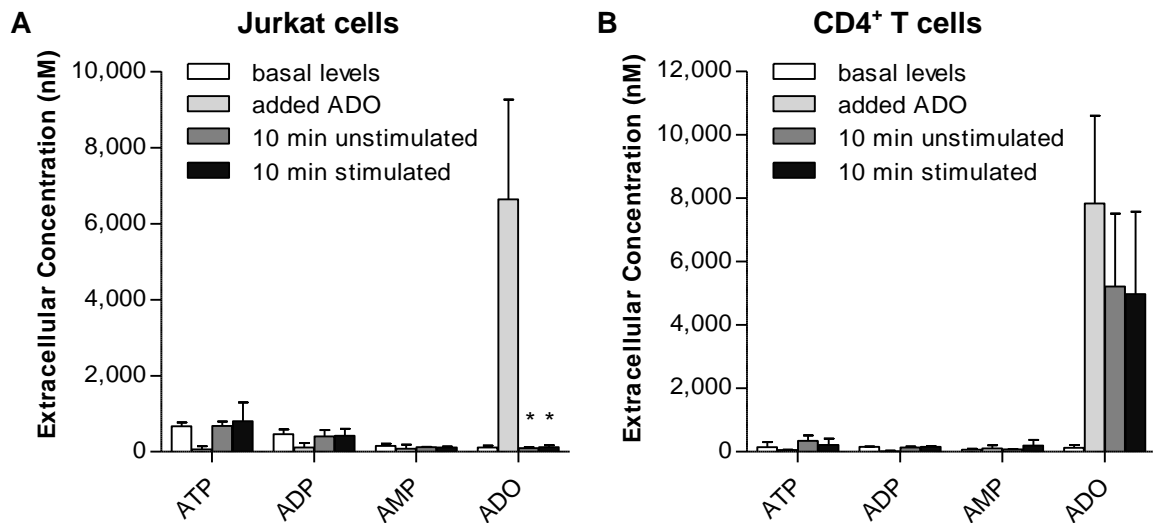 A
Jurkat cells
Extracellular Concentration (nM)
10,000
8,000
6,000
4,000
2,000
0
basal levels
added ADO
10 min unstimulated
10 min stimulated
* *
ATP
ADP
AMP
ADO
B
CD4⁺ T cells
Extracellular Concentration (nM)
12,000
10,000
8,000
6,000
4,000
2,000
0
basal levels
added ADO
10 min unstimulated
10 min stimulated
ATP
ADP
AMP
ADO